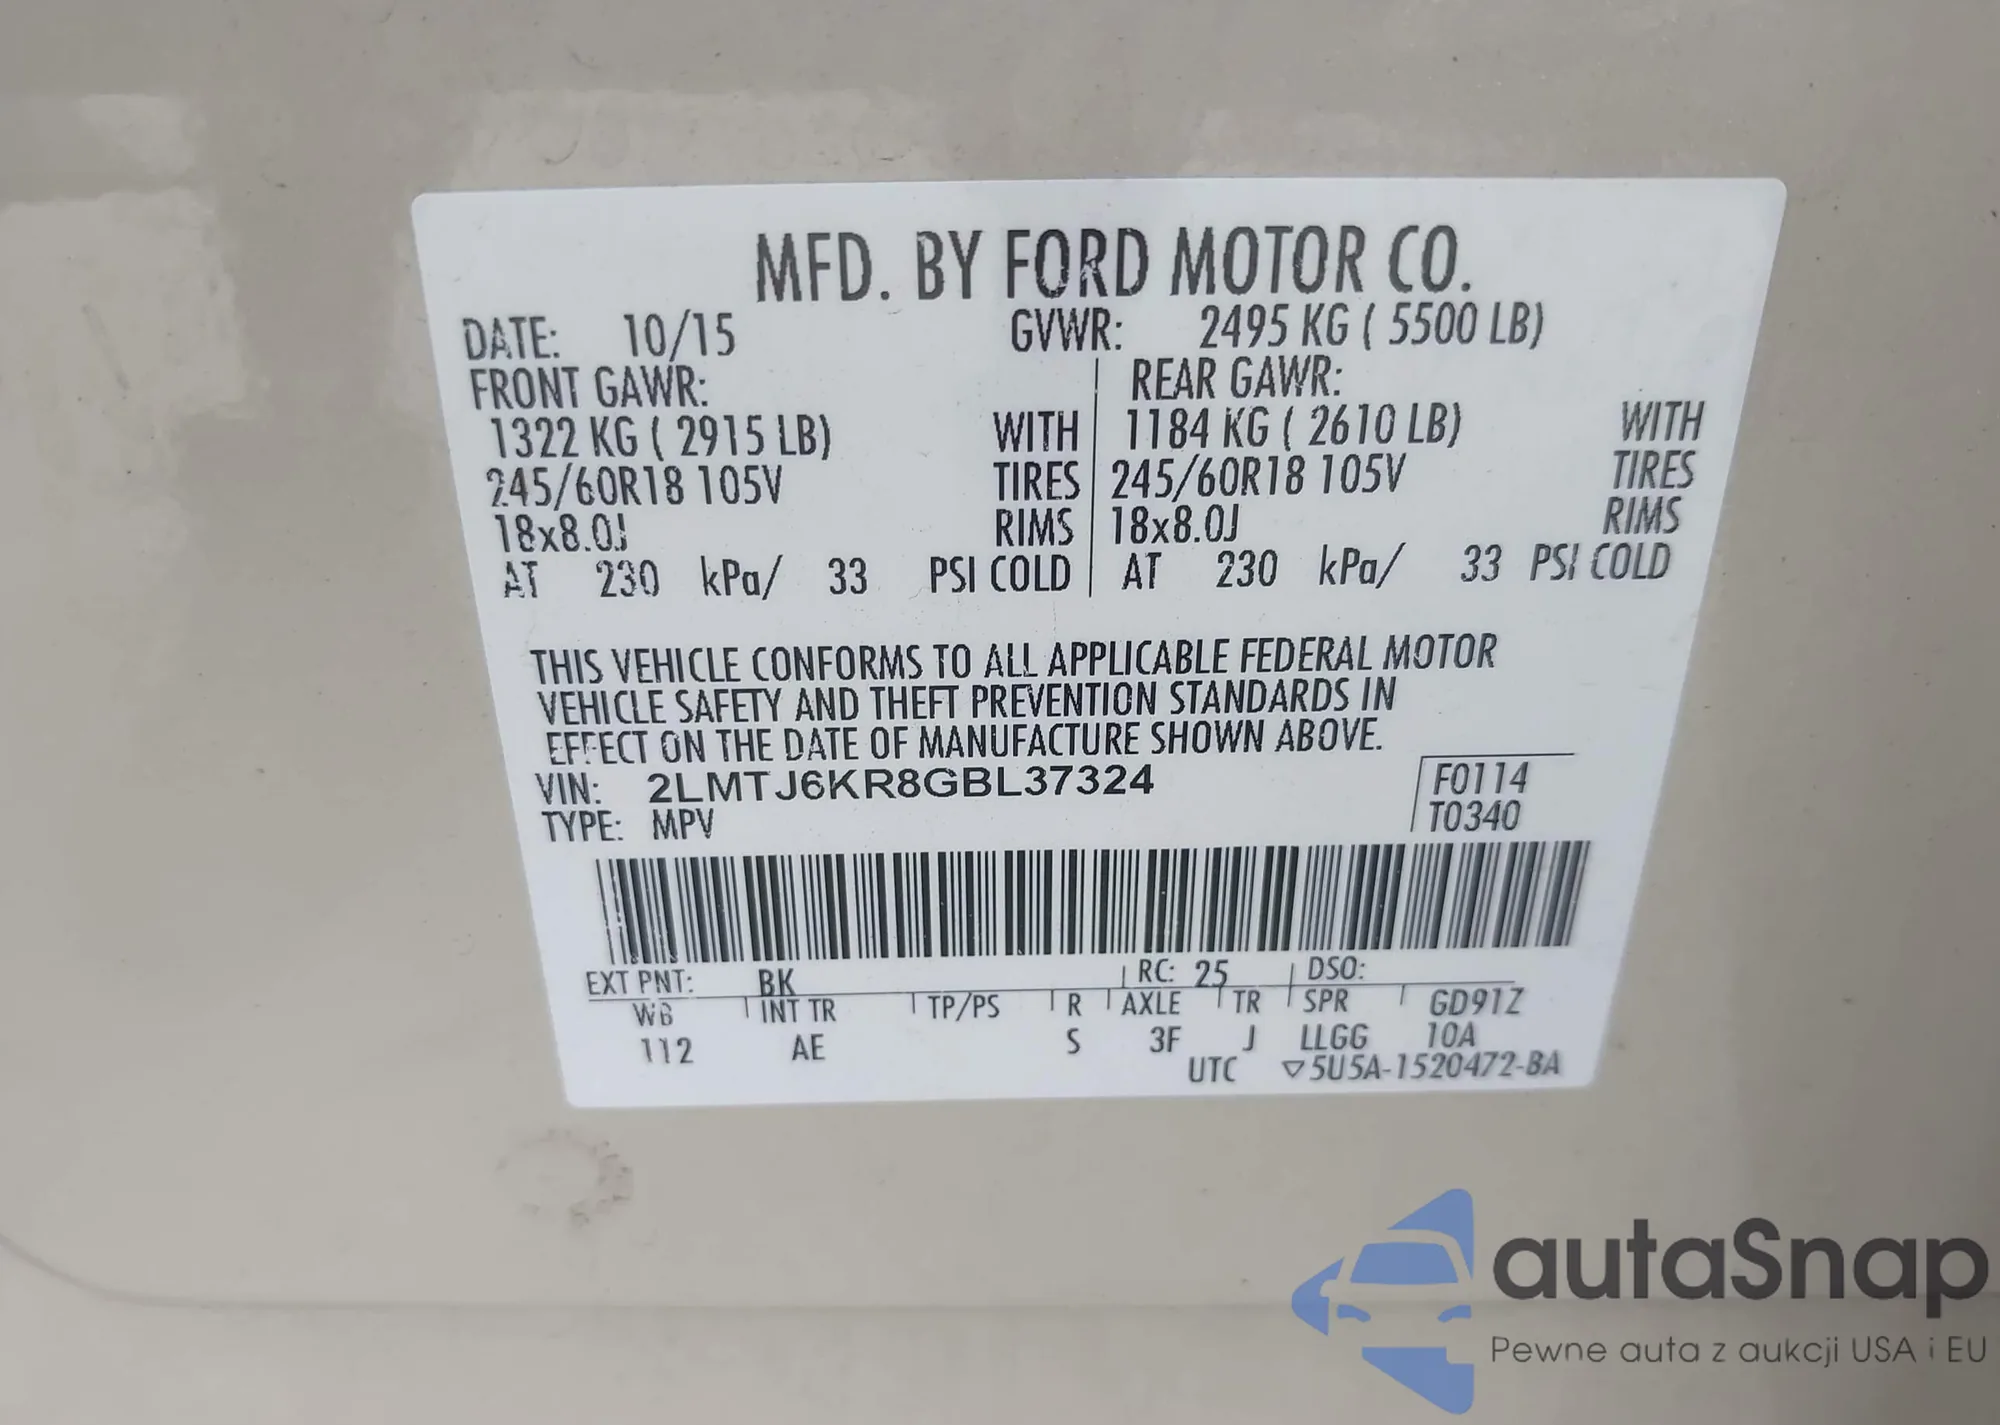 MFD. BY FORD MOTOR CO.
DATE: 10/15 GVWR: 2495 KG ( 5500 LB)
FRONT GAWR: REAR GAWR:
1322 KG ( 2915 LB) WITH 1184 KG ( 2610 LB) WITH
245/60R18 105V TIRES 245/60R18 105V TIRES
18x8.0J RIMS 18x8.0J RIMS
AT 230 kPa/ 33 PSI COLD AT 230 kPa/ 33 PSI COLD
THIS VEHICLE CONFORMS TO ALL APPLICABLE FEDERAL MOTOR
VEHICLE SAFETY AND THEFT PREVENTION STANDARDS IN
EFFECT ON THE DATE OF MANUFACTURE SHOWN ABOVE.
VIN: 2LMTJ6KR8GBL37324 F0114
TYPE: MPV T0340
EXT PNT: BK RC: 25 DSO:
WB INT TR TP/PS R AXLE TR SPR GD91Z
112 AE S 3F J LLGG 10A
UTC ▽5U5A-1520472-BA
autaSnap
Pewne auta z aukcji USA i EU